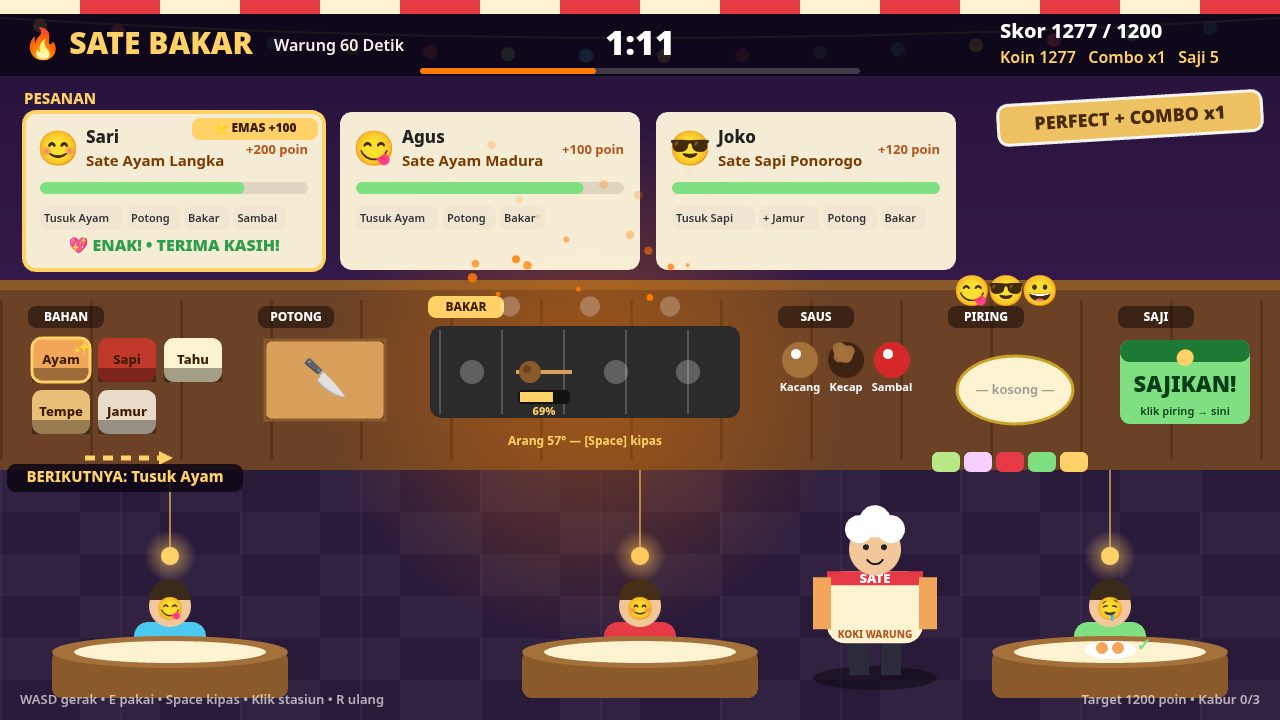 SATE BAKAR
Warung 60 Detik
1:11
Skor 1277 / 1200
Koin 1277 Combo x1 Saji 5
PESANAN
PERFECT + COMBO x1
EMAS +100
Sari
+200 poin
Sate Ayam Langka
Tusuk Ayam Potong Bakar Sambal
ENAK! • TERIMA KASIH!
Agus
+100 poin
Sate Ayam Madura
Tusuk Ayam Potong Bakar
Joko
+120 poin
Sate Sapi Ponorogo
Tusuk Sapi + Jamur Potong Bakar
BAHAN
POTONG
BAKAR
SAUS
PIRING
SAJI
Ayam Sapi Tahu
Tempe Jamur
69%
Arang 57° — [Space] kipas
Kacang Kecap Sambal
— kosong —
SAJIKAN!
klik piring → sini
BERIKUTNYA: Tusuk Ayam
SATE
KOKI WARUNG
WASD gerak • E pakai • Space kipas • Klik stasiun • R ulang
Target 1200 poin • Kabur 0/3